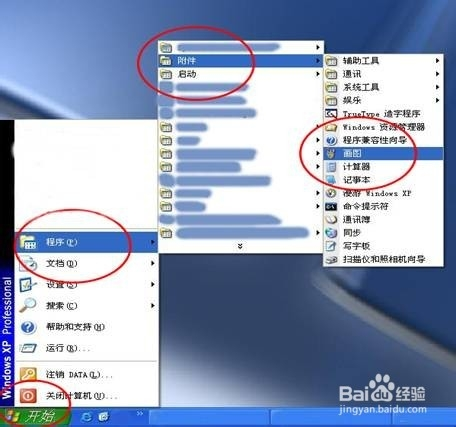 附件
启动
辅助工具
通讯
系统工具
娱乐
TrueType 造字程序
Windows 资源管理器
程序兼容性向导
画图
计算器
记事本
漫游 Windows XP
命令提示符
通讯簿
同步
写字板
扫描仪和照相机向导
程序(P)
文档(D)
设置(S)
搜索(C)
帮助和支持(H)
运行(R)...
注销 DATA(L)...
关闭计算机(U)...
Windows XP Professional
开始
Baidu 经验
jingyan.baidu.com